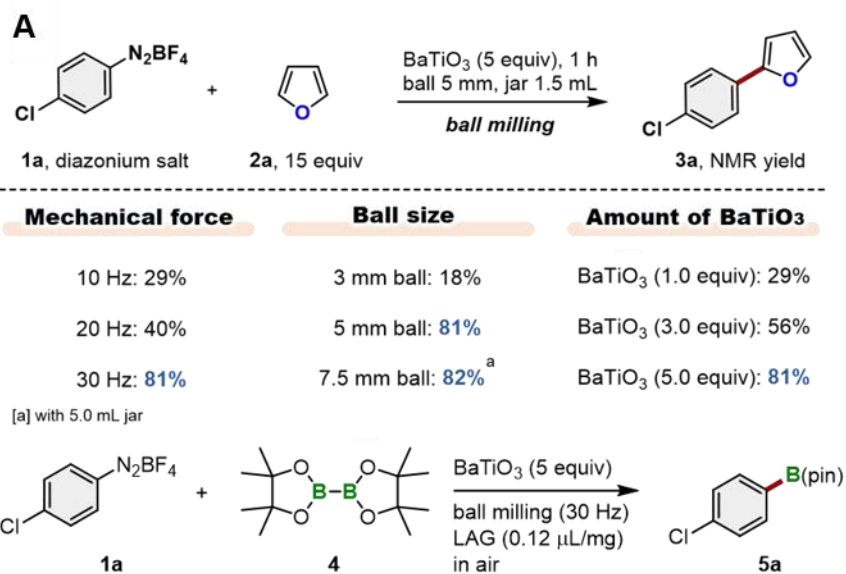 A
N₂BF₄
Cl
+
O
BaTiO₃ (5 equiv), 1 h
ball 5 mm, jar 1.5 mL
ball milling
O
Cl
1a, diazonium salt
2a, 15 equiv
3a, NMR yield
Mechanical force
Ball size
Amount of BaTiO₃
10 Hz: 29%
3 mm ball: 18%
BaTiO₃ (1.0 equiv): 29%
20 Hz: 40%
5 mm ball: 81%
BaTiO₃ (3.0 equiv): 56%
30 Hz: 81%
7.5 mm ball: 82%ᵃ
BaTiO₃ (5.0 equiv): 81%
[a] with 5.0 mL jar
N₂BF₄
Cl
+
O O
B–B
O O
BaTiO₃ (5 equiv)
ball milling (30 Hz)
LAG (0.12 μL/mg)
in air
B(pin)
Cl
1a
4
5a